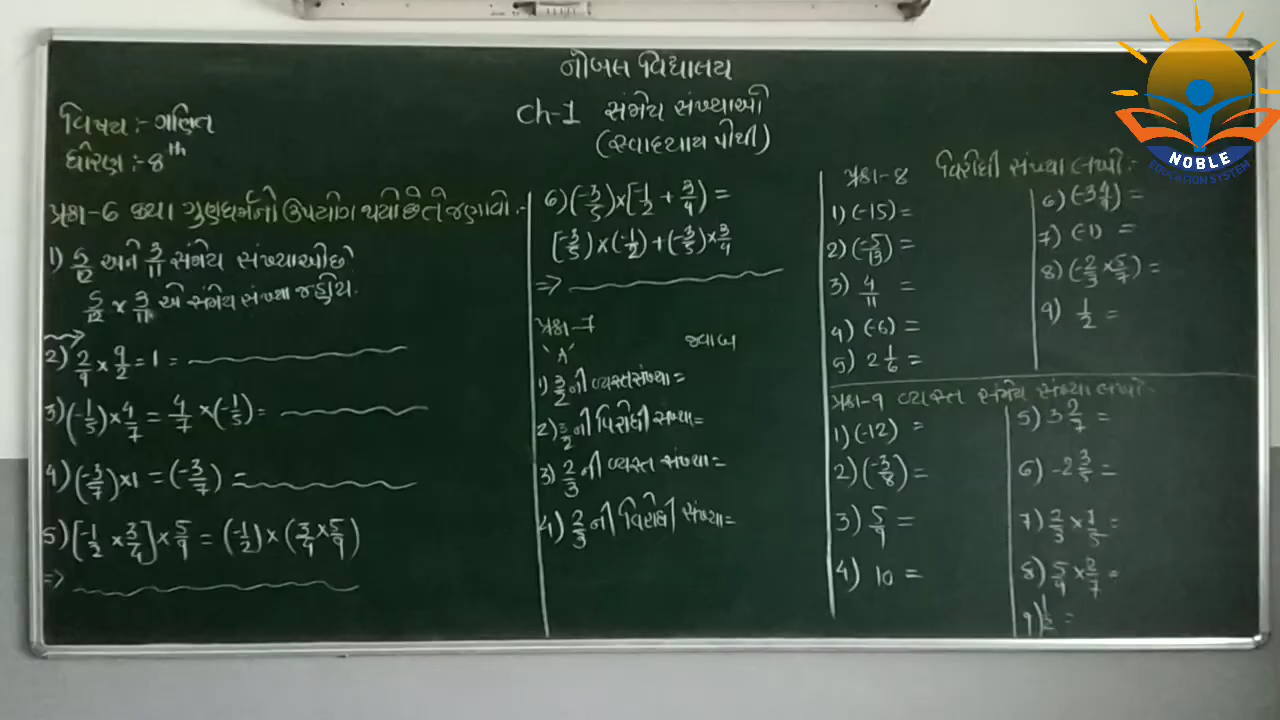 નોબલ વિદ્યાલય
Ch-1 સંમેય સંખ્યાઓ
(સ્વાધ્યાય પોથી)
વિષય :- ગણિત
ધોરણ :- 8th
પ્રશ્ન-6 ક્યા ગુણધર્મનો ઉપયોગ થયો છે તે જણાવો :-
1) 5/12 અને 3/11 સંમેય સંખ્યાઓ છે
5/12 × 3/11 એ સંમેય સંખ્યા જ હોય.
2) 2/9 × 9/2 = 1 =
3) (-1/5) × 4/7 = 4/7 × (-1/5) =
4) (-3/7) × 1 = (-3/7) =
5) [-1/2 × 3/4] × 5/9 = (-1/2) × (3/4 × 5/9)
=>
6) (-3/5) × [-1/2 + 3/4] =
[-3/5) × (-1/2) + (-3/5) × 3/4
=>
પ્રશ્ન-7
'A' જવાબ
1) 3/2 ની વ્યસ્ત સંખ્યા =
2) 3/2 ની વિરોધી સંખ્યા =
3) 2/3 ની વ્યસ્ત સંખ્યા =
4) 2/3 ની વિરોધી સંખ્યા =
પ્રશ્ન-8 વિરોધી સંખ્યા લખો :-
1) (-15) =
2) (-5/13) =
3) 4/11 =
4) (-6) =
5) 2 1/6 =
6) (-3 4/7) =
7) (-1) =
8) (-2/3 × 5/7) =
9) 1/2 =
પ્રશ્ન-9 વ્યસ્ત સંમેય સંખ્યા લખો :-
1) (-12) =
2) (-3/8) =
3) 5/9 =
4) 10 =
5) 3 2/7 =
6) -2 3/5 =
7) 2/3 × 1/5 =
8) 5/4 × 2/7 =
9) 1/2 =
NOBLE
EDUCATION SYSTEM